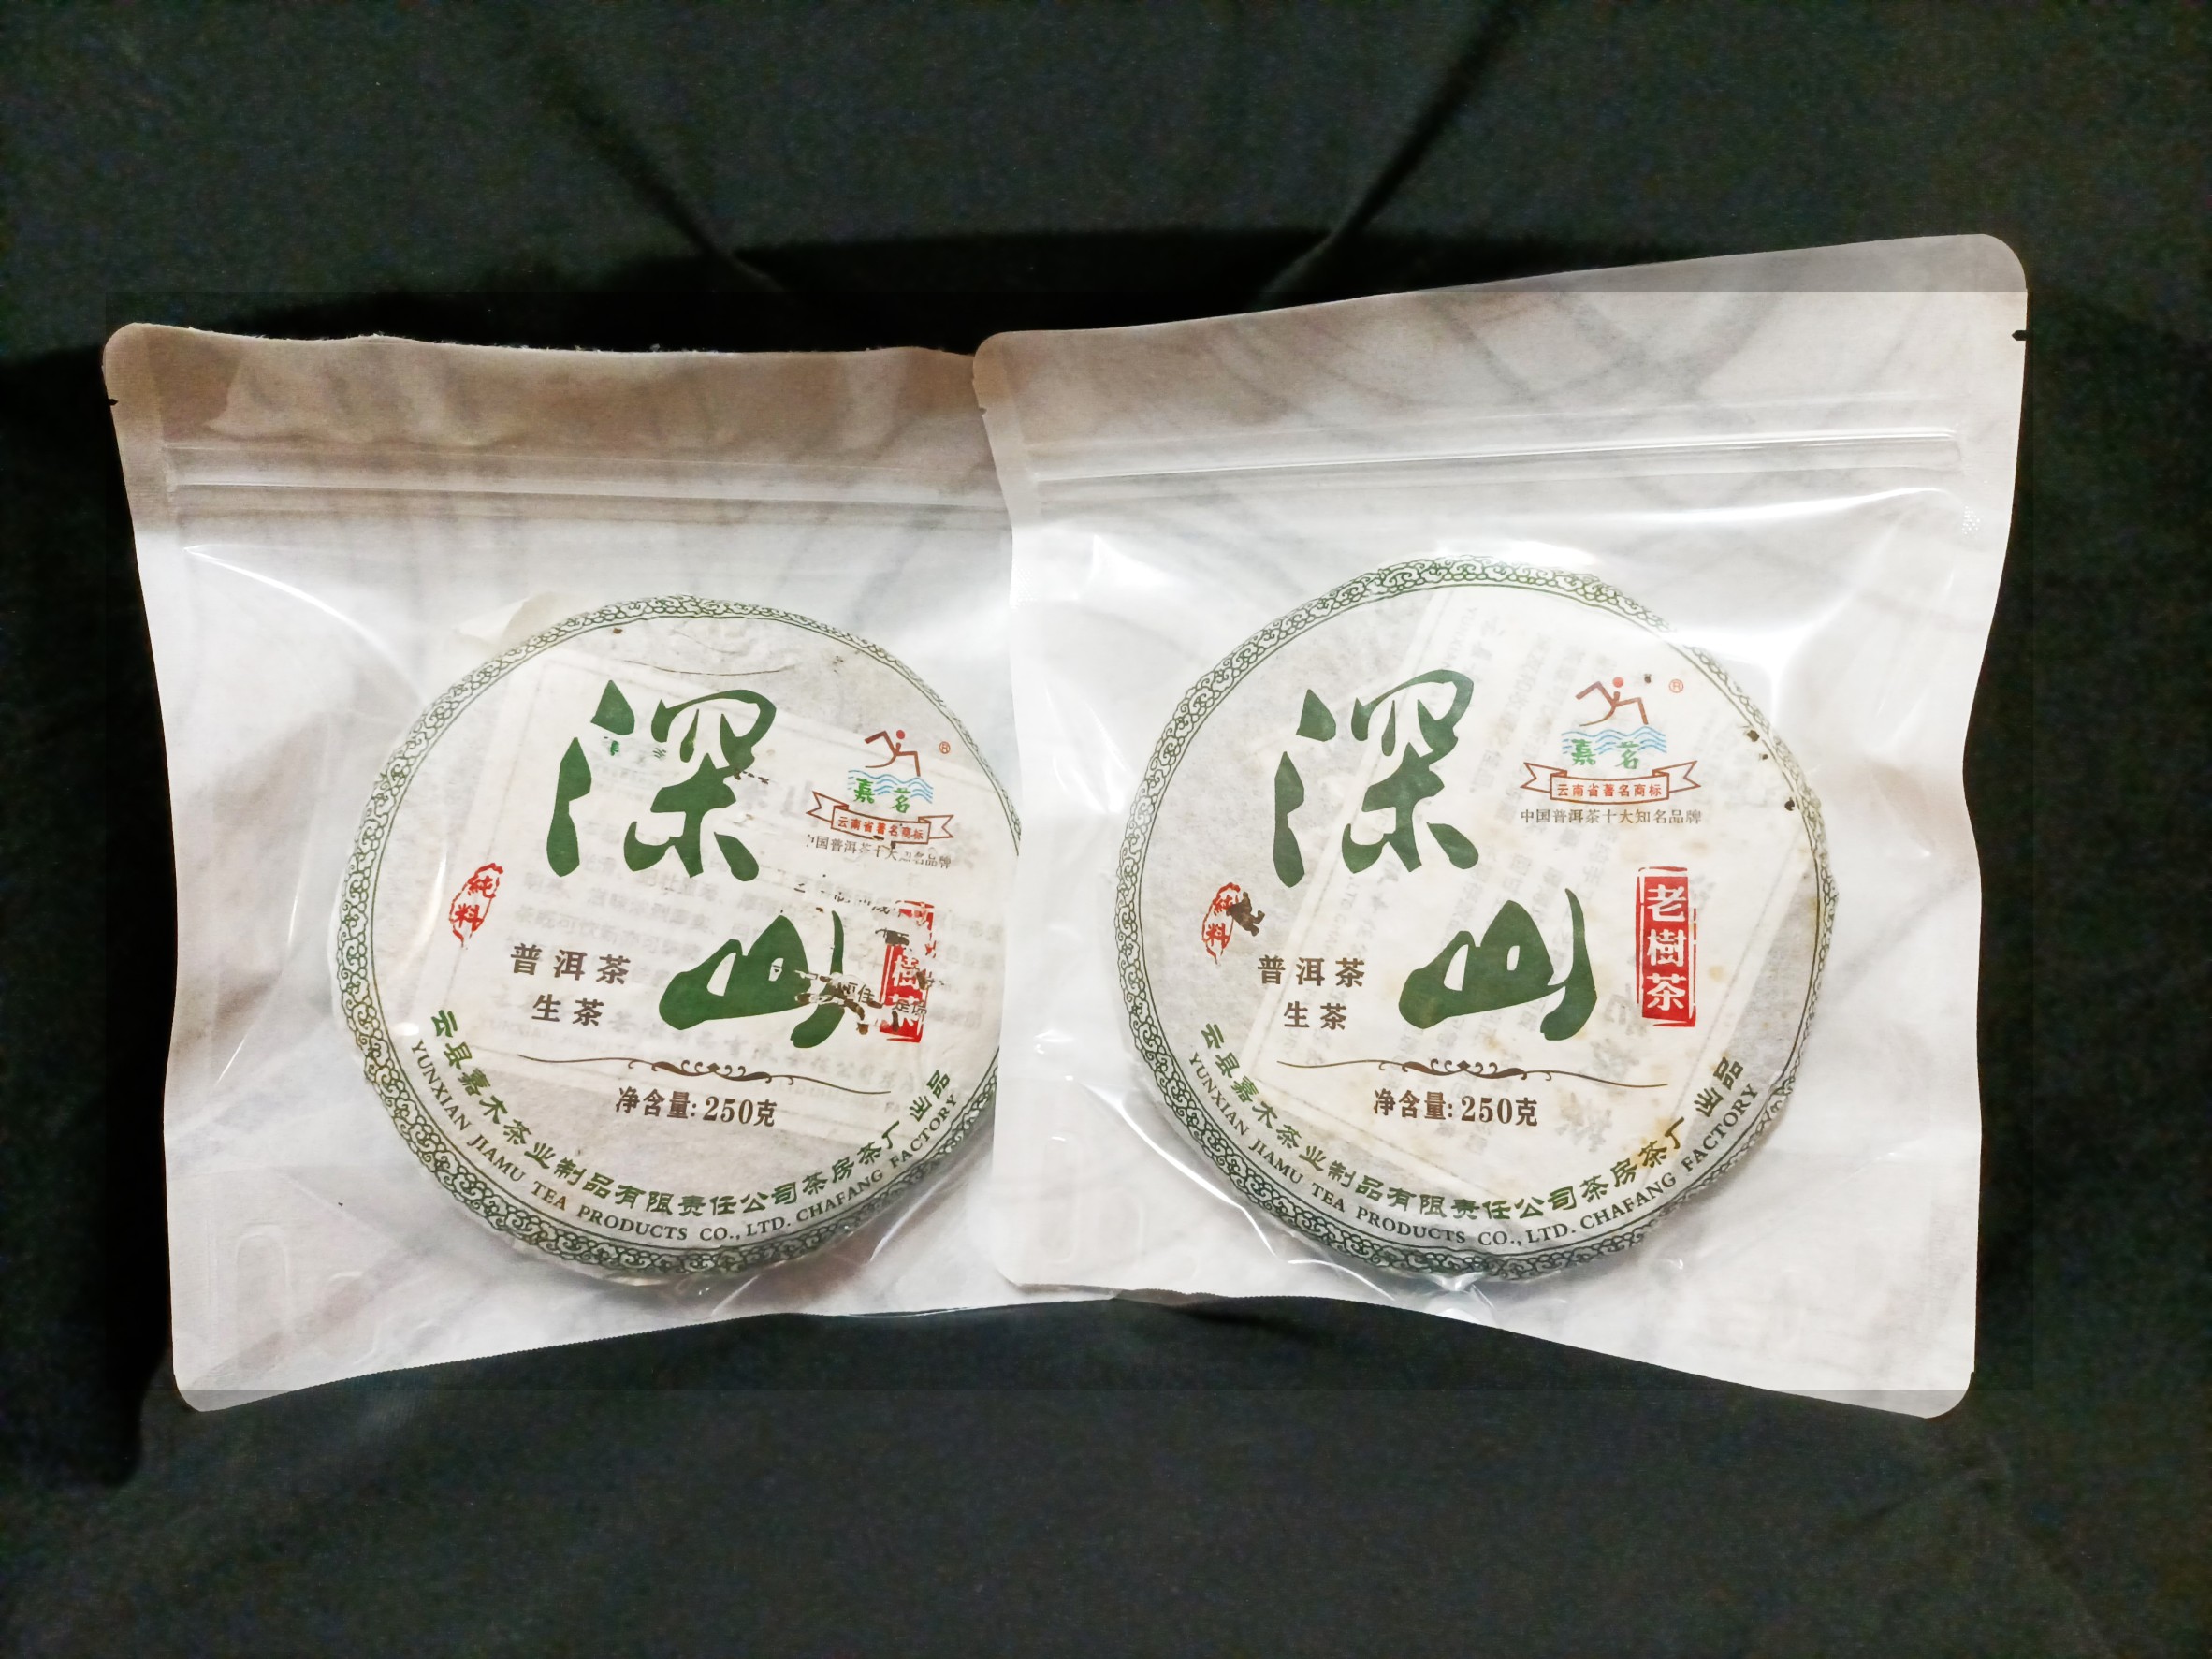 深山
嘉茗
®
云南省著名商标
中国普洱茶十大知名品牌
純料
普洱茶
生茶
净含量:250克
云县嘉木茶业制品有限责任公司茶房茶厂 出品
YUNXIAN JIAMU TEA PRODUCTS CO.,LTD. CHAFANG FACTORY
深山
嘉茗
®
云南省著名商标
中国普洱茶十大知名品牌
老樹茶
料
普洱茶
生茶
净含量:250克
云县嘉木茶业制品有限责任公司茶房茶厂 出品
YUNXIAN JIAMU TEA PRODUCTS CO.,LTD. CHAFANG FACTORY